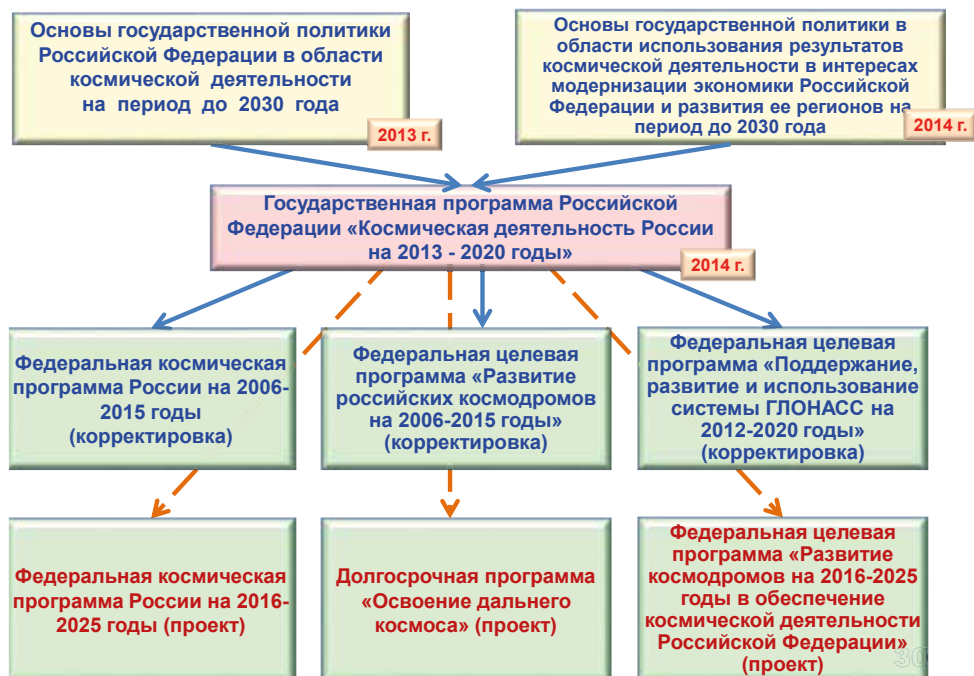 Основы государственной политики
Российской Федерации в области
космической деятельности
на период до 2030 года
2013 г.
Основы государственной политики в
области использования результатов
космической деятельности в интересах
модернизации экономики Российской
Федерации и развития ее регионов на
период до 2030 года
2014 г.
Государственная программа Российской
Федерации «Космическая деятельность России
на 2013 - 2020 годы»
2014 г.
Федеральная космическая
программа России на 2006-
2015 годы
(корректировка)
Федеральная целевая
программа «Развитие
российских космодромов
на 2006-2015 годы»
(корректировка)
Федеральная целевая
программа «Поддержание,
развитие и использование
системы ГЛОНАСС на
2012-2020 годы»
(корректировка)
Федеральная космическая
программа России на 2016-
2025 годы (проект)
Долгосрочная программа
«Освоение дальнего
космоса» (проект)
Федеральная целевая
программа «Развитие
космодромов на 2016-2025
годы в обеспечение
космической деятельности
Российской Федерации»
(проект)
30